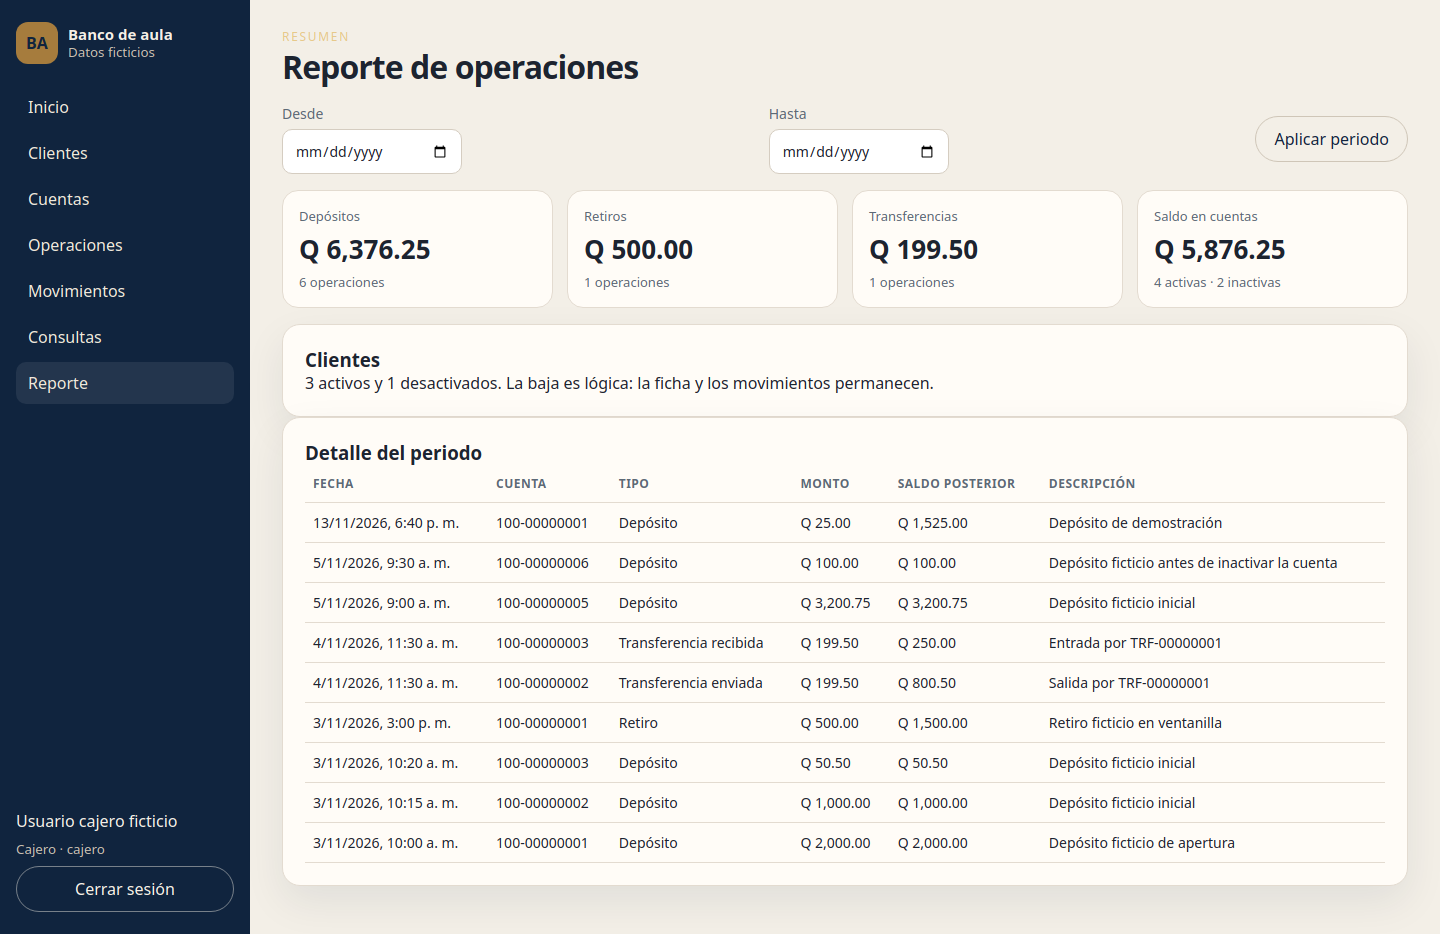 BA
Banco de aula
Datos ficticios
Inicio
Clientes
Cuentas
Operaciones
Movimientos
Consultas
Reporte
Usuario cajero ficticio
Cajero · cajero
Cerrar sesión
RESUMEN
Reporte de operaciones
Desde Hasta
mm/dd/yyyy mm/dd/yyyy Aplicar periodo
Depósitos Retiros Transferencias Saldo en cuentas
Q 6,376.25 Q 500.00 Q 199.50 Q 5,876.25
6 operaciones 1 operaciones 1 operaciones 4 activas · 2 inactivas
Clientes
3 activos y 1 desactivados. La baja es lógica: la ficha y los movimientos permanecen.
Detalle del periodo
FECHA CUENTA TIPO MONTO SALDO POSTERIOR DESCRIPCIÓN
13/11/2026, 6:40 p. m. 100-00000001 Depósito Q 25.00 Q 1,525.00 Depósito de demostración
5/11/2026, 9:30 a. m. 100-00000006 Depósito Q 100.00 Q 100.00 Depósito ficticio antes de inactivar la cuenta
5/11/2026, 9:00 a. m. 100-00000005 Depósito Q 3,200.75 Q 3,200.75 Depósito ficticio inicial
4/11/2026, 11:30 a. m. 100-00000003 Transferencia recibida Q 199.50 Q 250.00 Entrada por TRF-00000001
4/11/2026, 11:30 a. m. 100-00000002 Transferencia enviada Q 199.50 Q 800.50 Salida por TRF-00000001
3/11/2026, 3:00 p. m. 100-00000001 Retiro Q 500.00 Q 1,500.00 Retiro ficticio en ventanilla
3/11/2026, 10:20 a. m. 100-00000003 Depósito Q 50.50 Q 50.50 Depósito ficticio inicial
3/11/2026, 10:15 a. m. 100-00000002 Depósito Q 1,000.00 Q 1,000.00 Depósito ficticio inicial
3/11/2026, 10:00 a. m. 100-00000001 Depósito Q 2,000.00 Q 2,000.00 Depósito ficticio de apertura